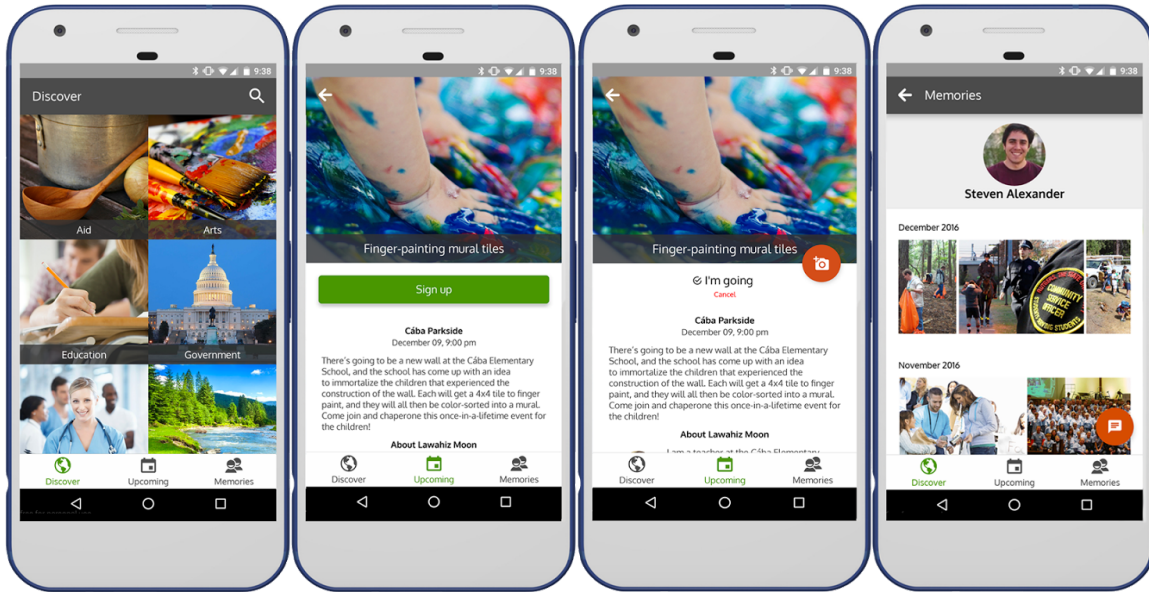 9:38
Discover
Aid
Arts
Education
Government
Discover
Upcoming
Memories
9:38
Finger-painting mural tiles
Sign up
Cába Parkside
December 09, 9:00 pm
There's going to be a new wall at the Cába Elementary
School, and the school has come up with an idea
to immortalize the children that experienced the
construction of the wall. Each will get a 4x4 tile to finger
paint, and they will all then be color-sorted into a mural.
Come join and chaperone this once-in-a-lifetime event for
the children!
About Lawahiz Moon
Discover
Upcoming
Memories
9:38
Finger-painting mural tiles
I'm going
Cancel
Cába Parkside
December 09, 9:00 pm
There's going to be a new wall at the Cába Elementary
School, and the school has come up with an idea
to immortalize the children that experienced the
construction of the wall. Each will get a 4x4 tile to finger
paint, and they will all then be color-sorted into a mural.
Come join and chaperone this once-in-a-lifetime event for
the children!
About Lawahiz Moon
I am a teacher at the Cába Elementary
Discover
Upcoming
Memories
9:38
Memories
Steven Alexander
December 2016
COMMUNITY
SERVICE
OFFICER
November 2016
Discover
Upcoming
Memories